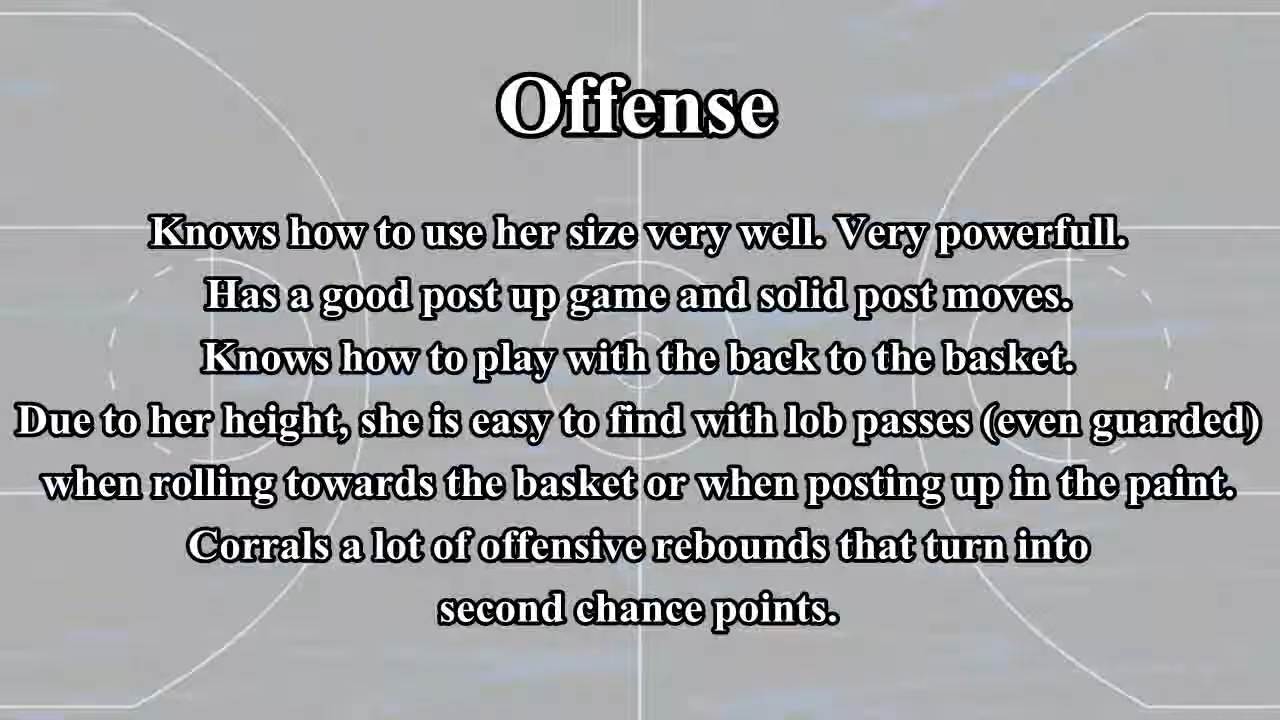 Offense
Knows how to use her size very well. Very powerfull.
Has a good post up game and solid post moves.
Knows how to play with the back to the basket.
Due to her height, she is easy to find with lob passes (even guarded)
when rolling towards the basket or when posting up in the paint.
Corrals a lot of offensive rebounds that turn into
second chance points.